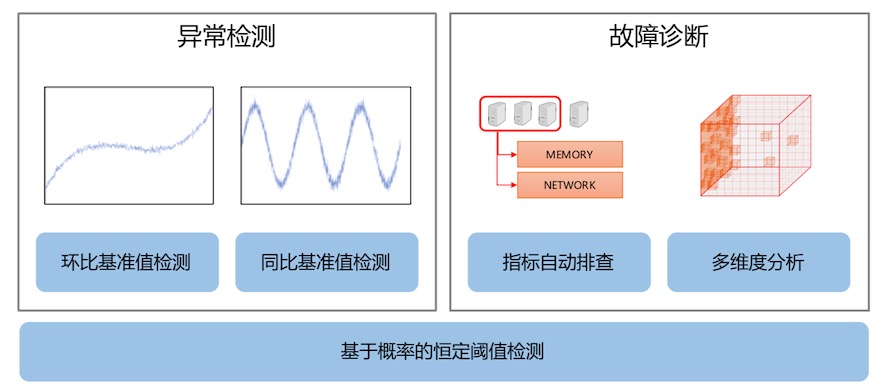 异常检测
环比基准值检测
同比基准值检测
故障诊断
MEMORY
NETWORK
指标自动排查
多维度分析
基于概率的恒定阈值检测